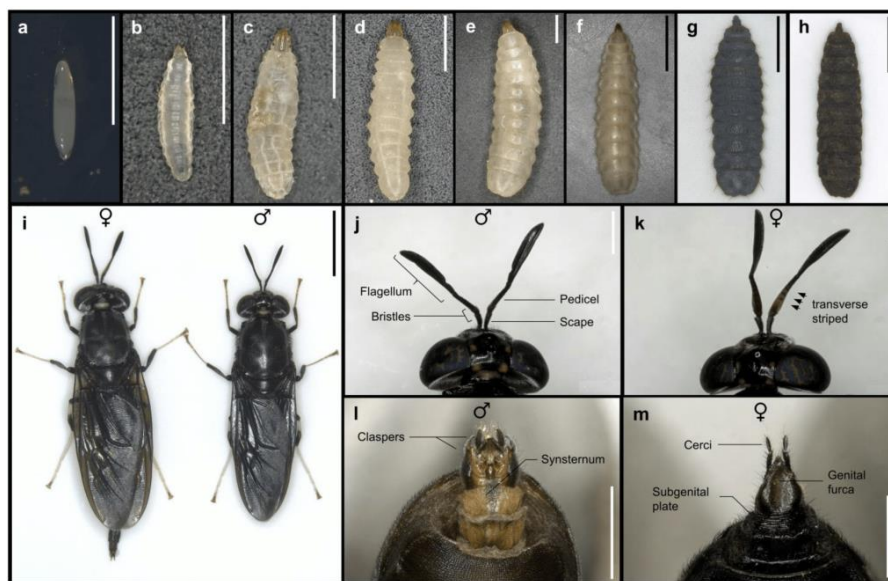 a
b
c
d
e
f
g
h
i
♀
♂
j
♂
Flagellum
Bristles
Pedicel
Scape
k
♀
transverse
striped
l
♂
Claspers
Synsternum
m
♀
Cerci
Genital
furca
Subgenital
plate